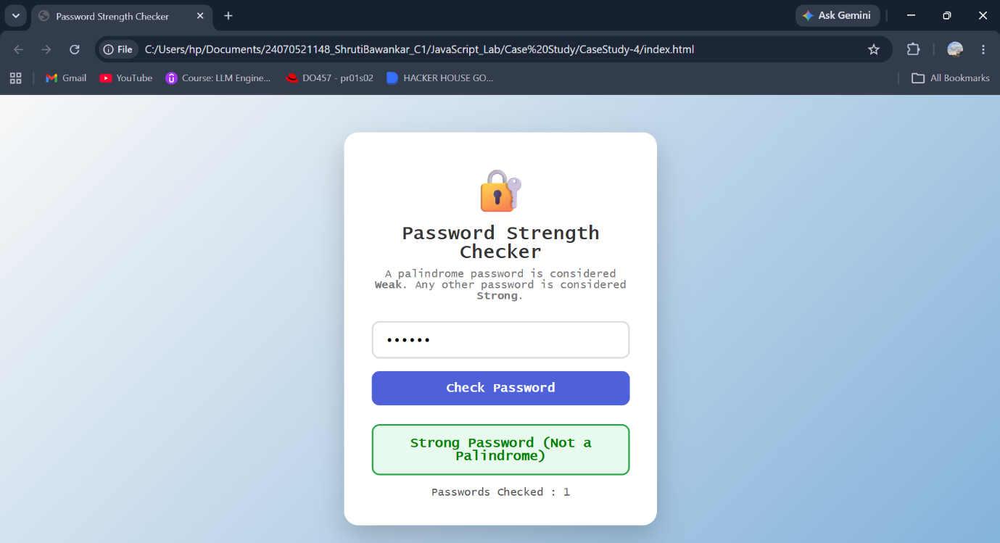 Password Strength Checker
Ask Gemini
File
C:/Users/hp/Documents/24070521148_ShrutiBawankar_C1/JavaScript_Lab/Case%20Study/CaseStudy-4/index.html
Gmail
YouTube
Course: LLM Engine...
DO457 - pr01s02
HACKER HOUSE GO...
All Bookmarks
Password Strength
Checker
A palindrome password is considered
Weak. Any other password is considered
Strong.
••••••
Check Password
Strong Password (Not a
Palindrome)
Passwords Checked : 1